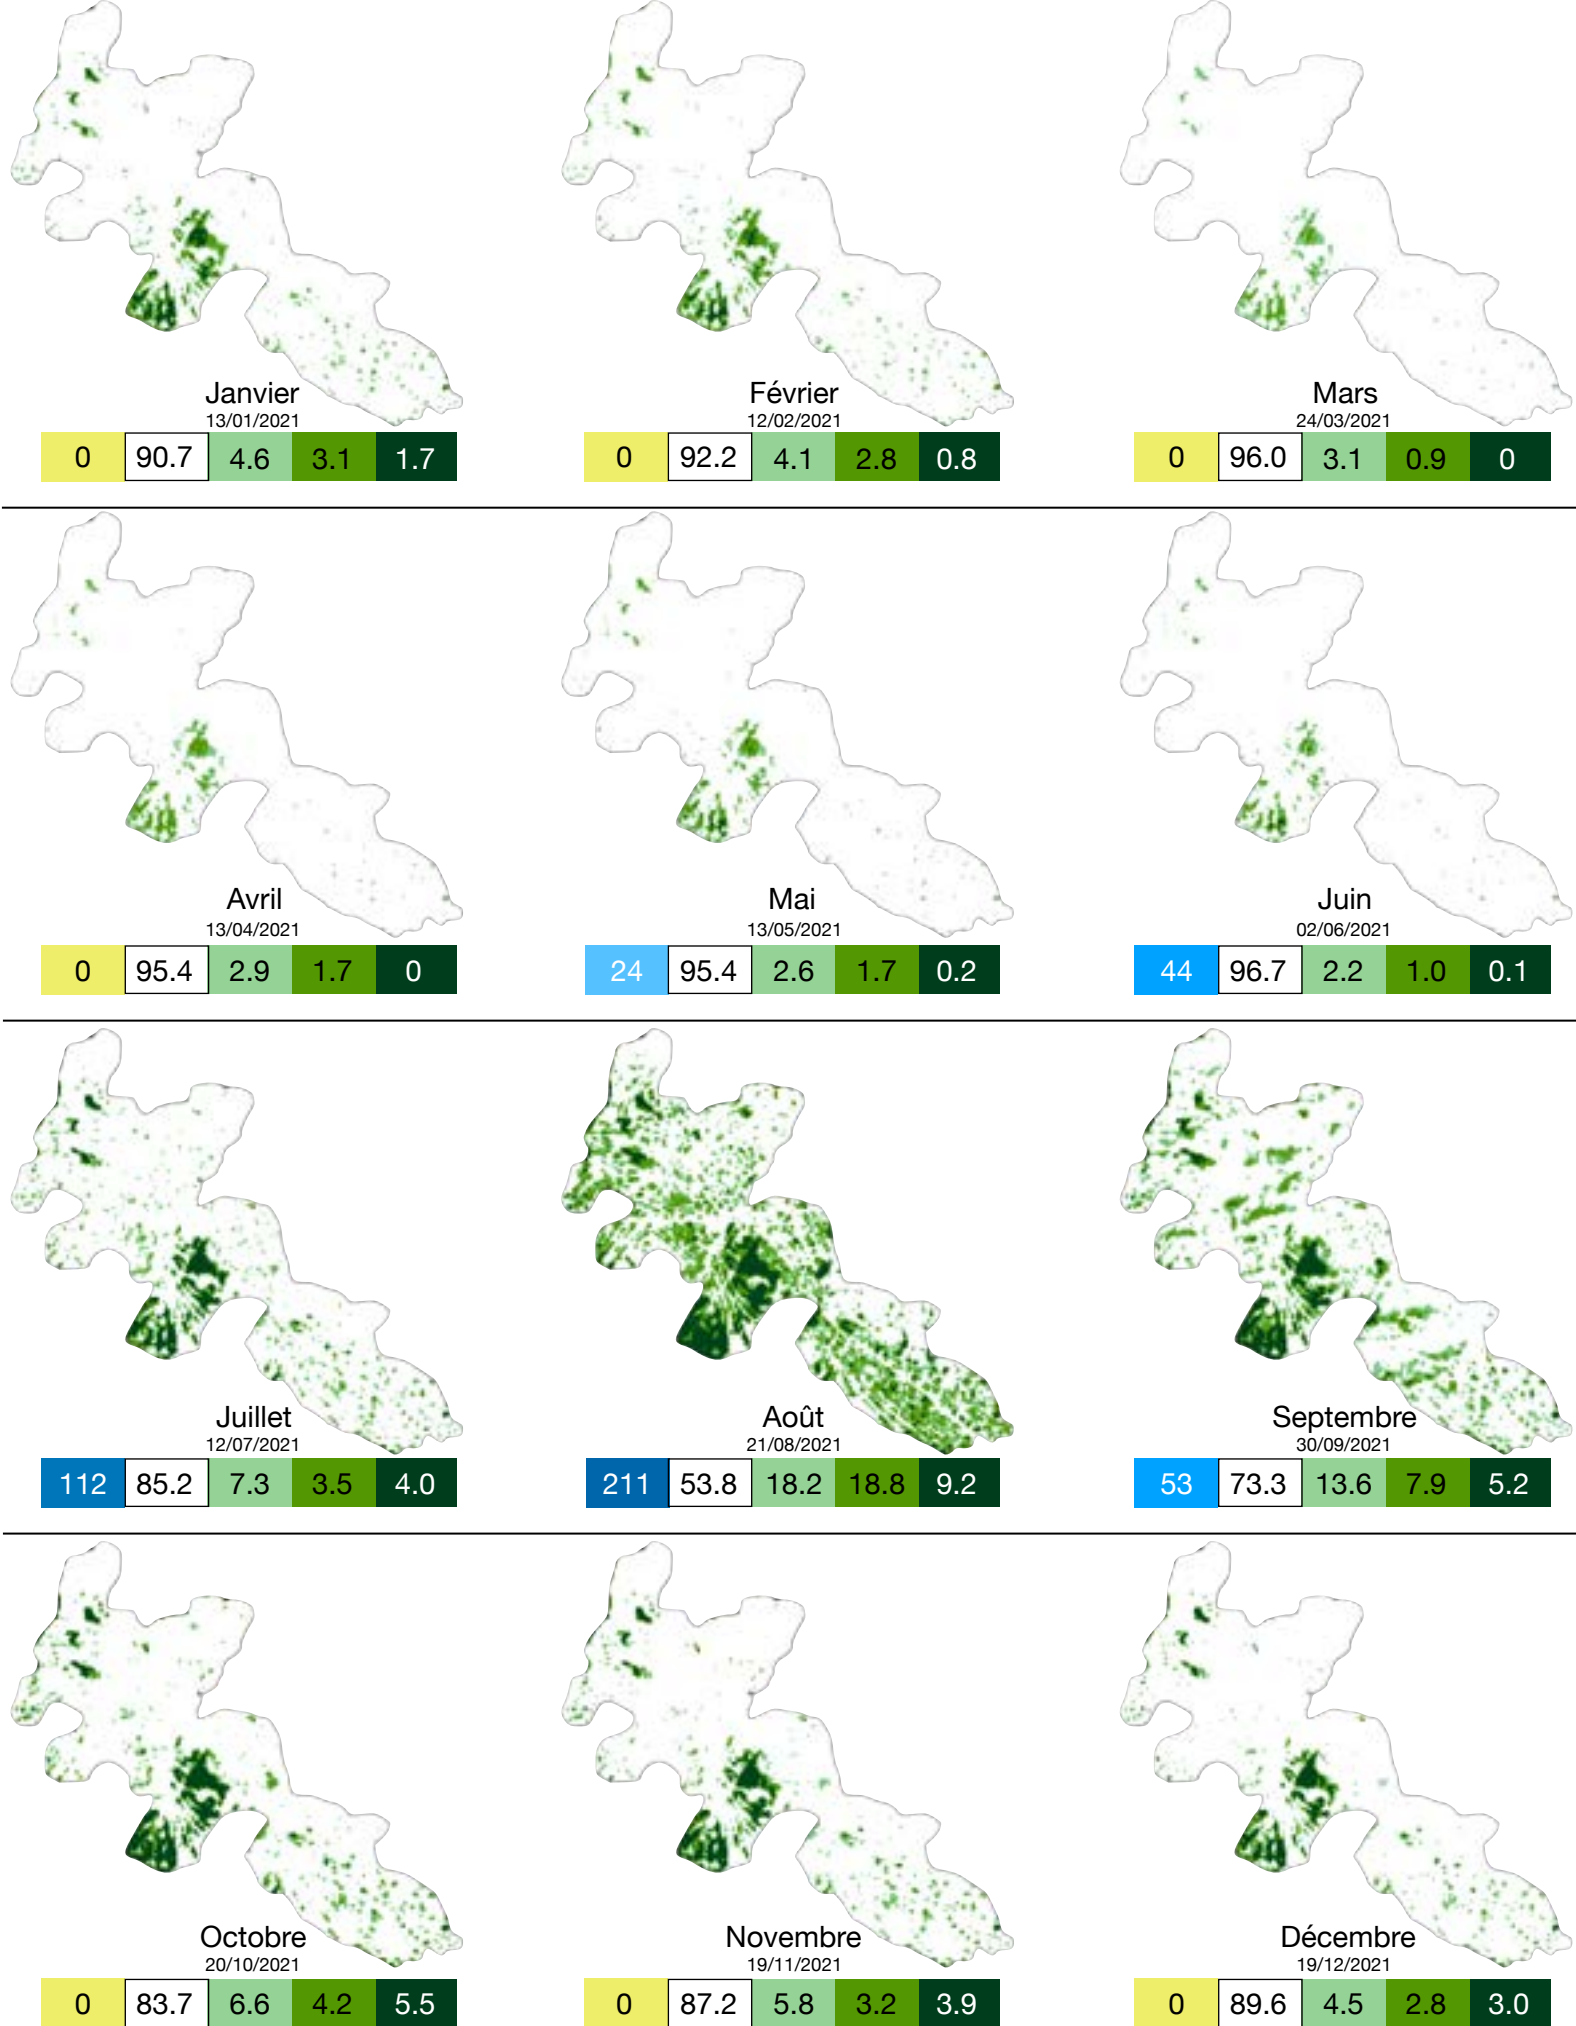 Janvier
13/01/2021
0 90.7 4.6 3.1 1.7
Février
12/02/2021
0 92.2 4.1 2.8 0.8
Mars
24/03/2021
0 96.0 3.1 0.9 0
Avril
13/04/2021
0 95.4 2.9 1.7 0
Mai
13/05/2021
24 95.4 2.6 1.7 0.2
Juin
02/06/2021
44 96.7 2.2 1.0 0.1
Juillet
12/07/2021
112 85.2 7.3 3.5 4.0
Août
21/08/2021
211 53.8 18.2 18.8 9.2
Septembre
30/09/2021
53 73.3 13.6 7.9 5.2
Octobre
20/10/2021
0 83.7 6.6 4.2 5.5
Novembre
19/11/2021
0 87.2 5.8 3.2 3.9
Décembre
19/12/2021
0 89.6 4.5 2.8 3.0